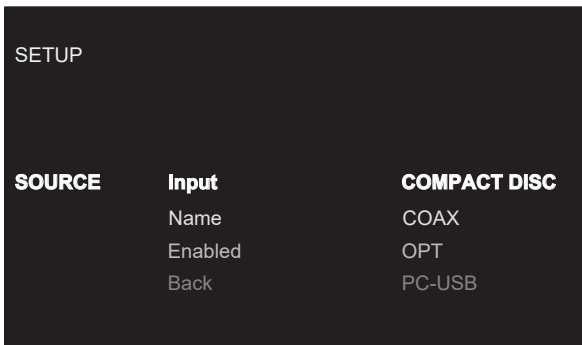 SETUP
SOURCE Input COMPACT DISC
Name COAX
Enabled OPT
Back PC-USB